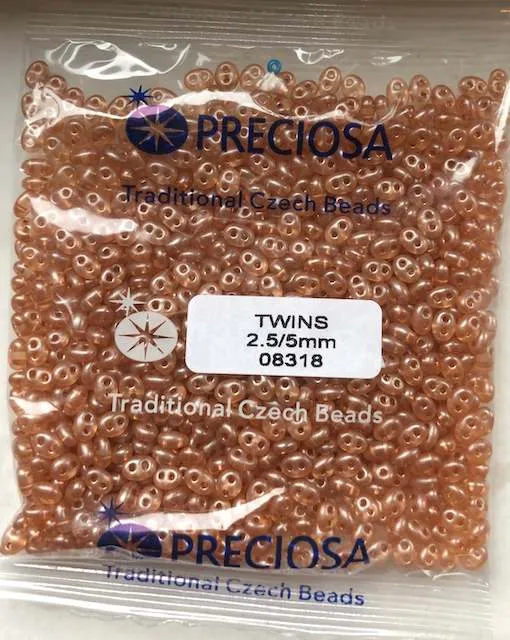 PRECIOSA
Traditional Czech Beads
TWINS
2.5/5mm
08318
Traditional Czech Beads
PRECIOSA
Traditional Czech Beads